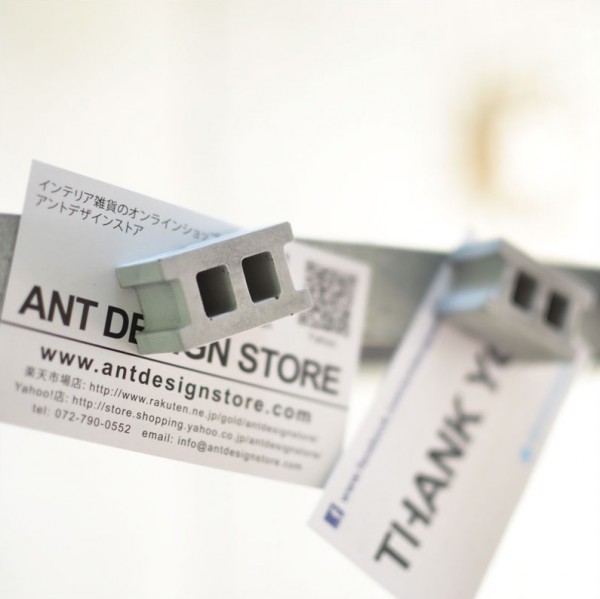 インテリア雑貨のオンラインショップ
アントデザインストア
ANT DESIGN STORE
www.antdesignstore.com
楽天市場店: http://www.rakuten.ne.jp/gold/antdesignstore/
Yahoo!店: http://store.shopping.yahoo.co.jp/antdesignstore/
tel: 072-790-0552 email: info@antdesignstore.com
Yahoo!
THANK